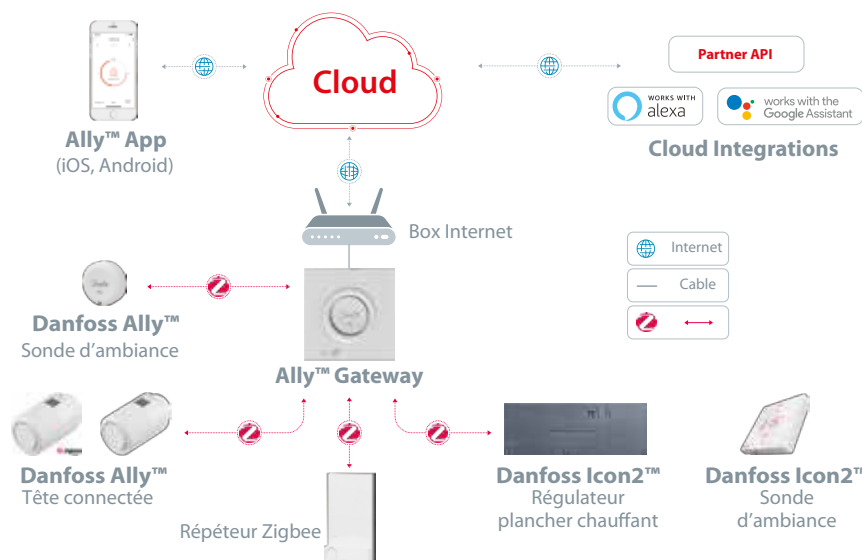 Cloud
Partner API
WORKS WITH
alexa
works with the
Google Assistant
Cloud Integrations
Ally™ App
(iOS, Android)
Box Internet
Internet
Cable
Danfoss Ally™
Sonde d'ambiance
Ally™ Gateway
Danfoss Ally™
Tête connectée
Répéteur Zigbee
Danfoss Icon2™
Régulateur
plancher chauffant
Danfoss Icon2™
Sonde
d'ambiance